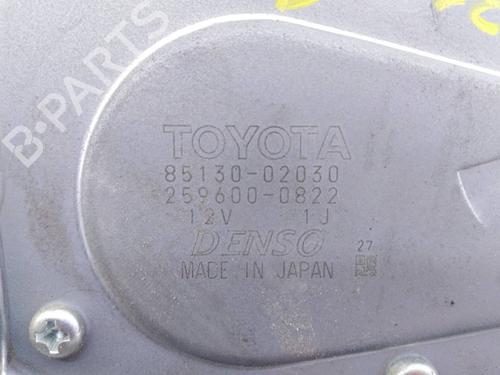 B-PARTS
TOYOTA
85130-02030
259600-0822
12V 1J
DENSO
27
MADE IN JAPAN